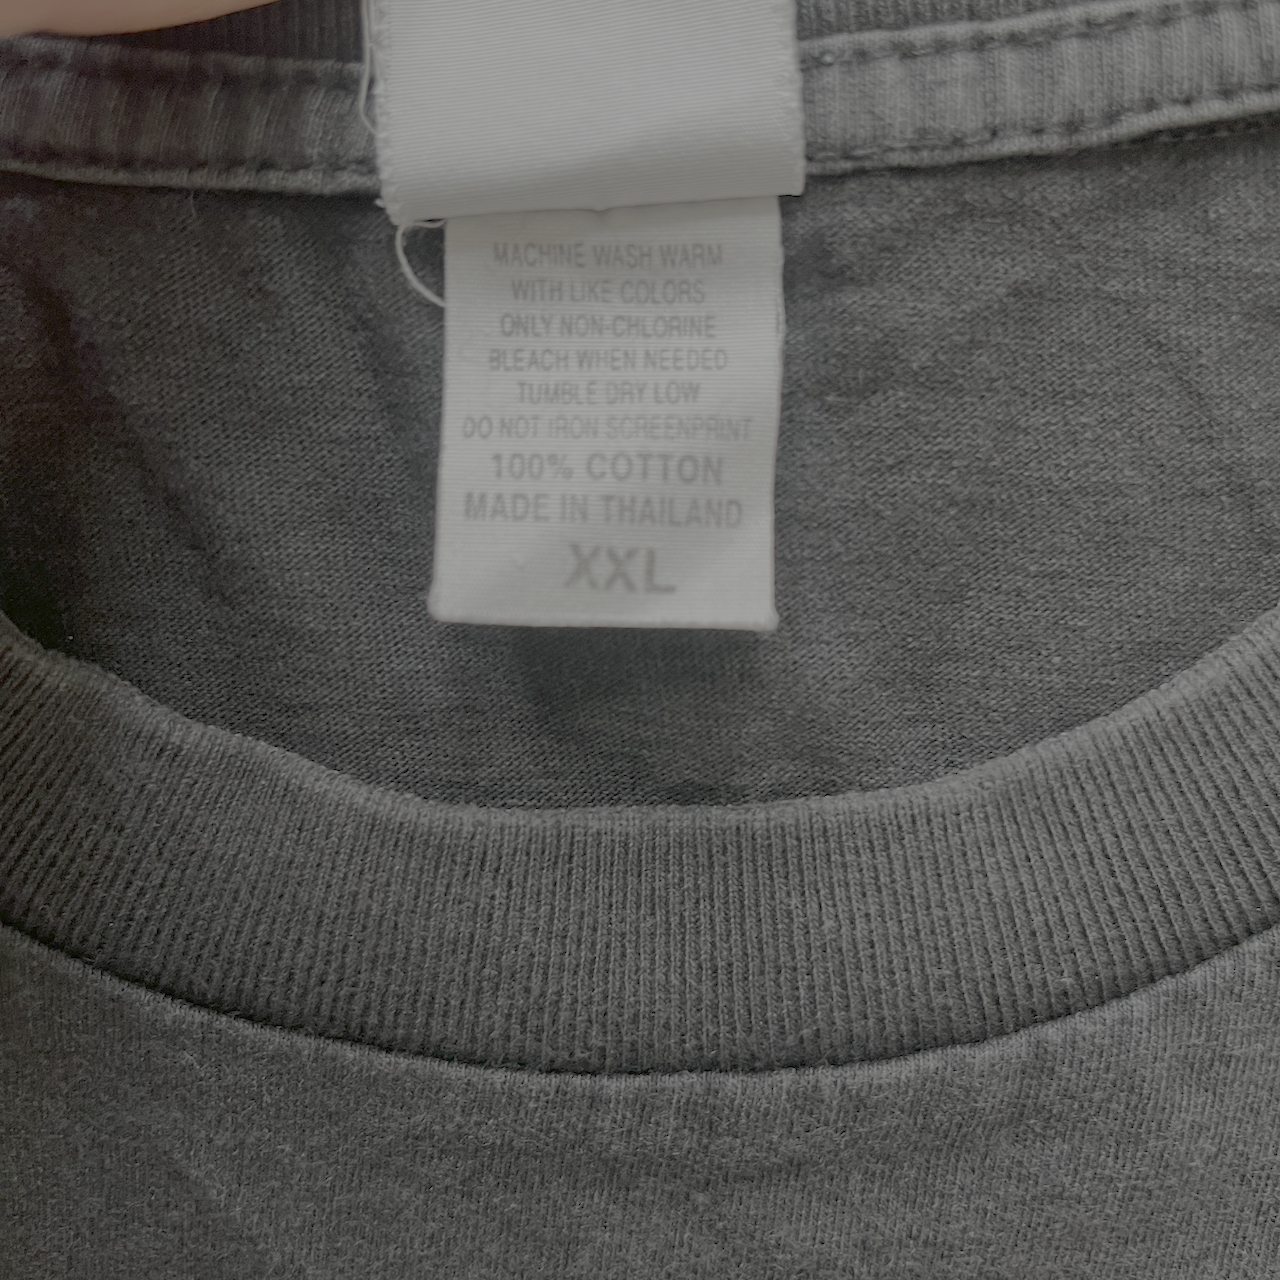 MACHINE WASH WARM
WITH LIKE COLORS
ONLY NON-CHLORINE
BLEACH WHEN NEEDED
TUMBLE DRY LOW
DO NOT IRON SCREENPRINT
100% COTTON
MADE IN THAILAND
XXL